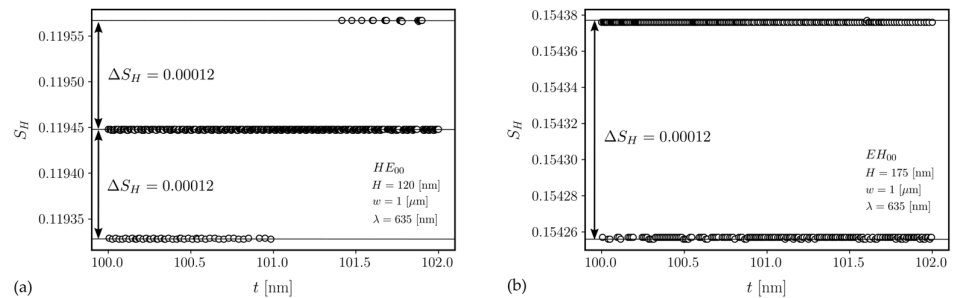 0.11955
0.11950
0.11945
0.11940
0.11935
S_H
ΔS_H = 0.00012
ΔS_H = 0.00012
HE_00
H = 120 [nm]
w = 1 [μm]
λ = 635 [nm]
100.0 100.5 101.0 101.5 102.0
t [nm]
(a)
0.15438
0.15436
0.15434
0.15432
0.15430
0.15428
0.15426
S_H
ΔS_H = 0.00012
EH_00
H = 175 [nm]
w = 1 [μm]
λ = 635 [nm]
100.0 100.5 101.0 101.5 102.0
t [nm]
(b)